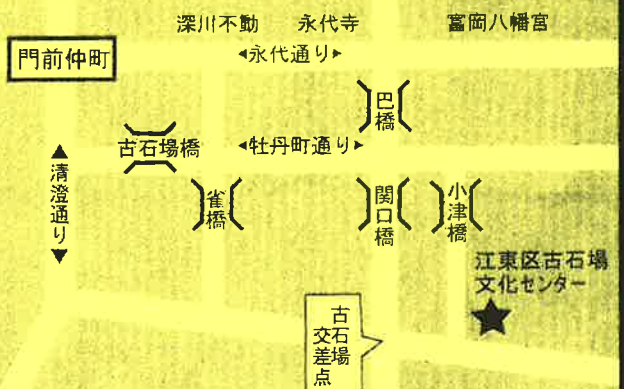 深川不動　永代寺　富岡八幡宮
◀永代通り▶
門前仲町
巴橋
古石場橋
◀牡丹町通り▶
▲清澄通り▼
雀橋
関口橋
小津橋
江東区古石場
文化センター
★
古石場
交差点